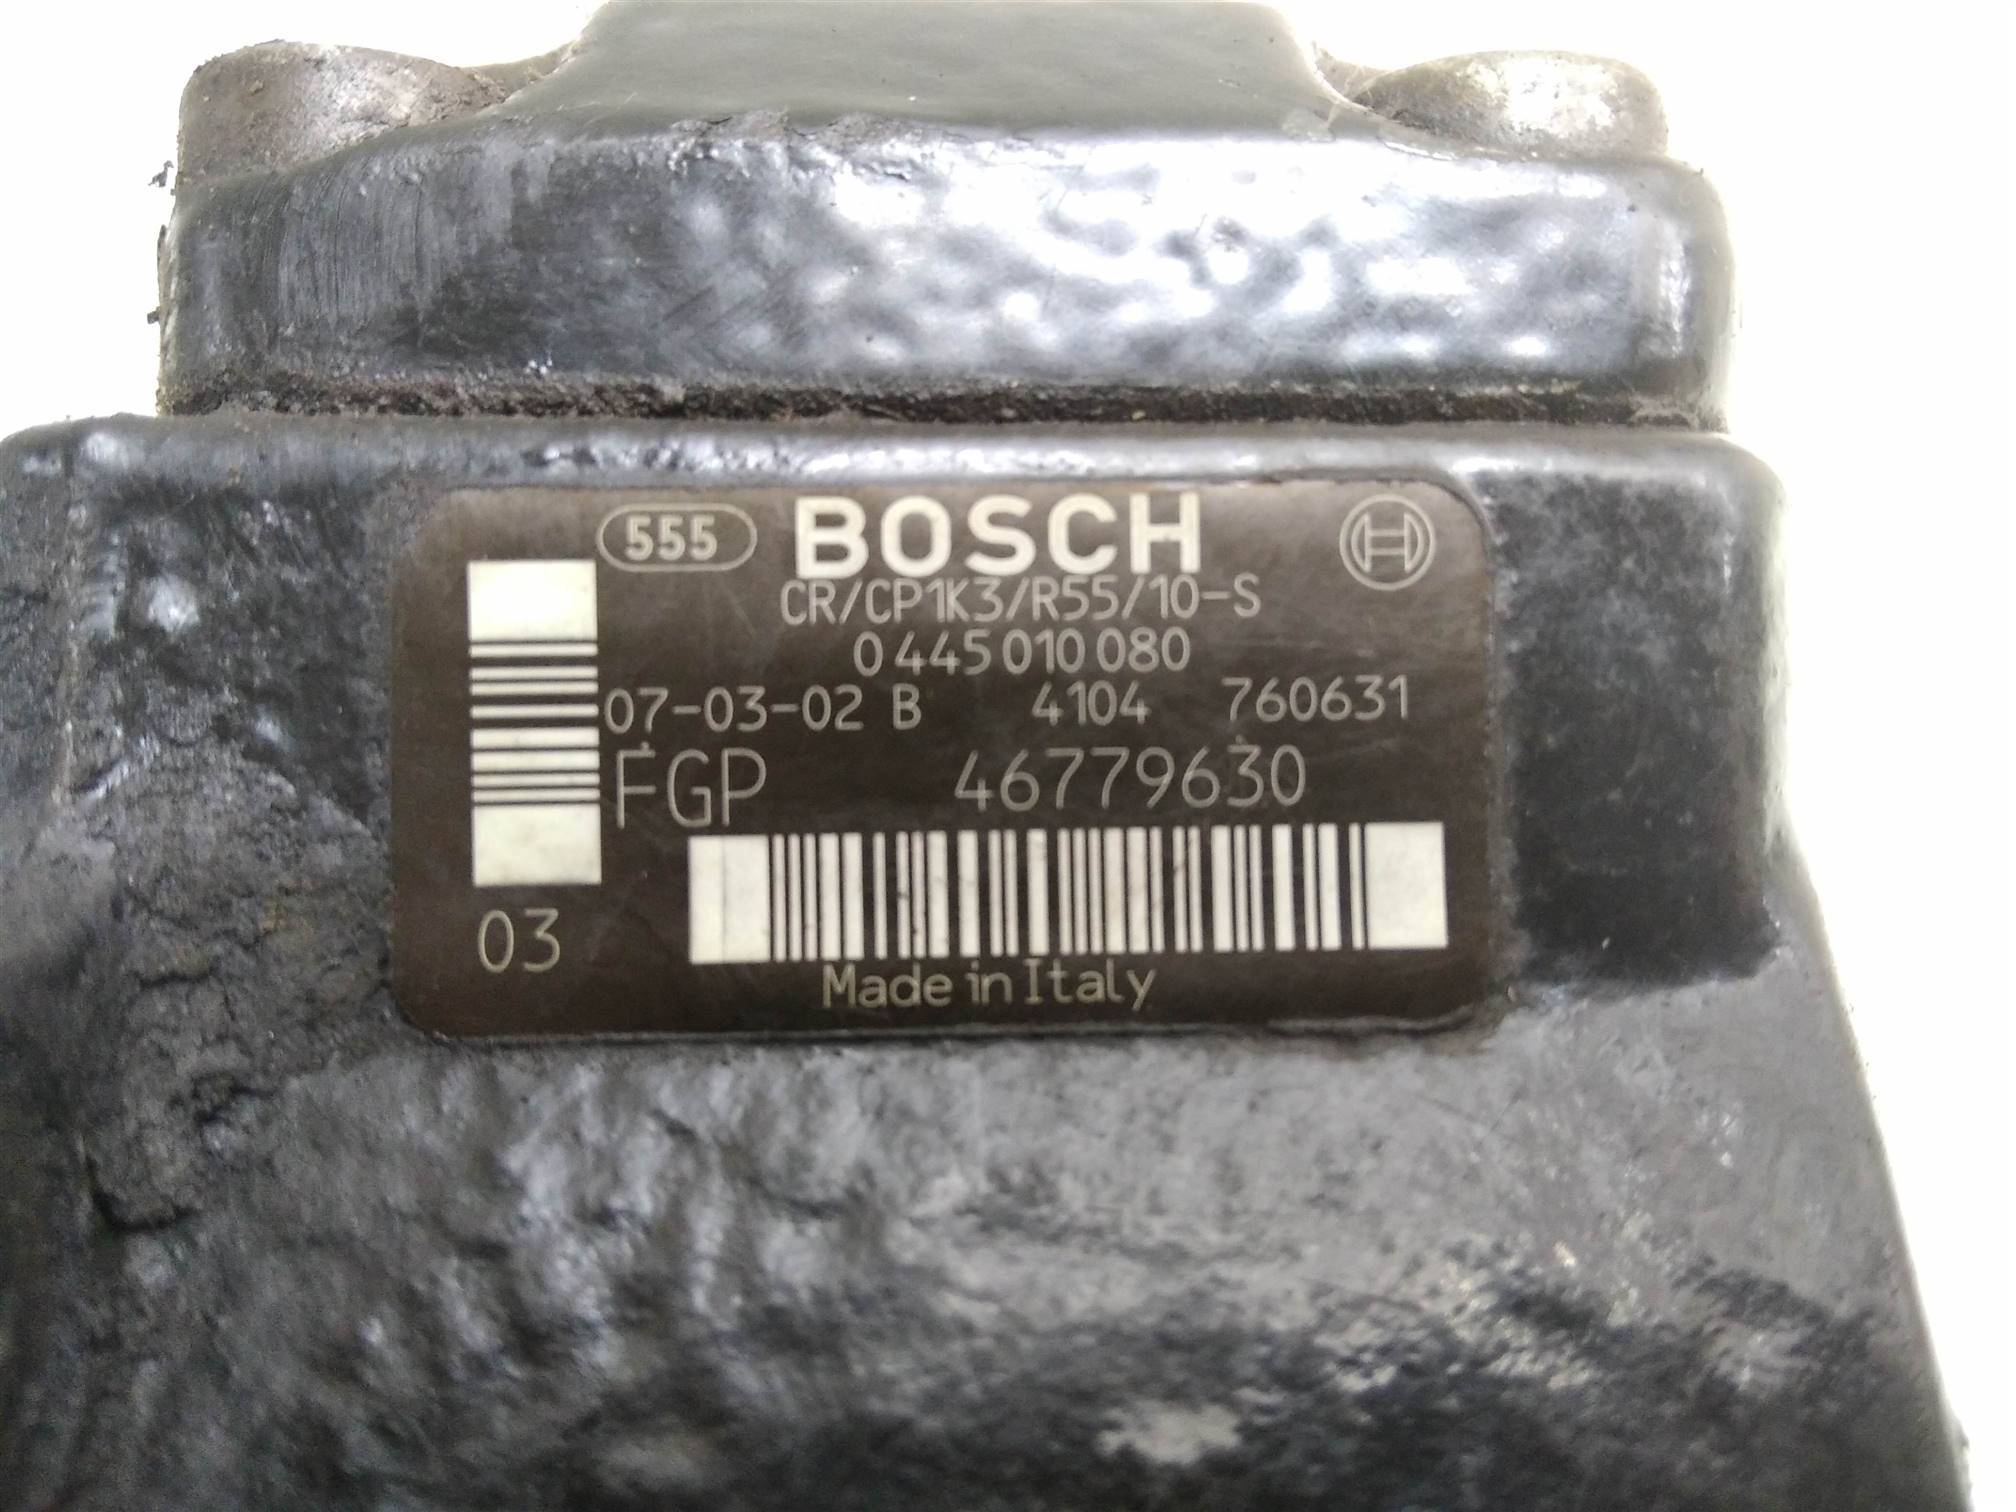 555 BOSCH
CR/CP1K3/R55/10-S
0 445 010 080
07-03-02 B 4104 760631
FGP 46779630
03
Made in Italy